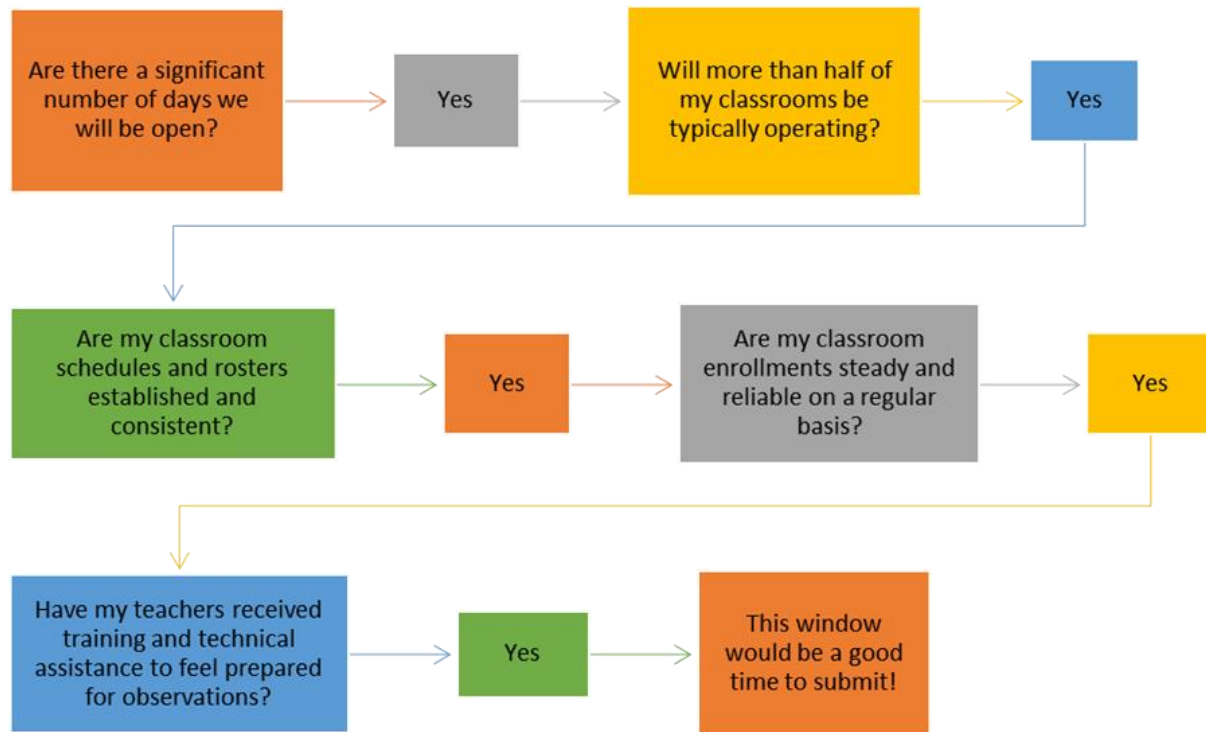 Are there a significant
number of days we
will be open?
Yes
Will more than half of
my classrooms be
typically operating?
Yes
Are my classroom
schedules and rosters
established and
consistent?
Yes
Are my classroom
enrollments steady and
reliable on a regular
basis?
Yes
Have my teachers received
training and technical
assistance to feel prepared
for observations?
Yes
This window
would be a good
time to submit!